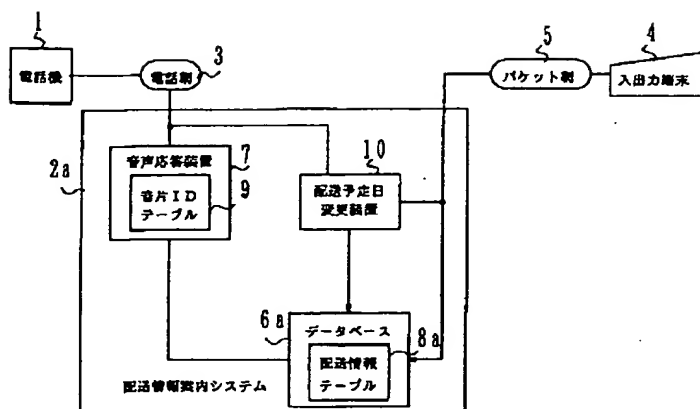 1
電話機
電話網
3
5
パケット網
4
入出力端末
2a
音声応答装置
7
音片ID
テーブル
9
10
配送予定日
変更装置
6a
データベース
8a
配送情報
テーブル
配送情報案内システム